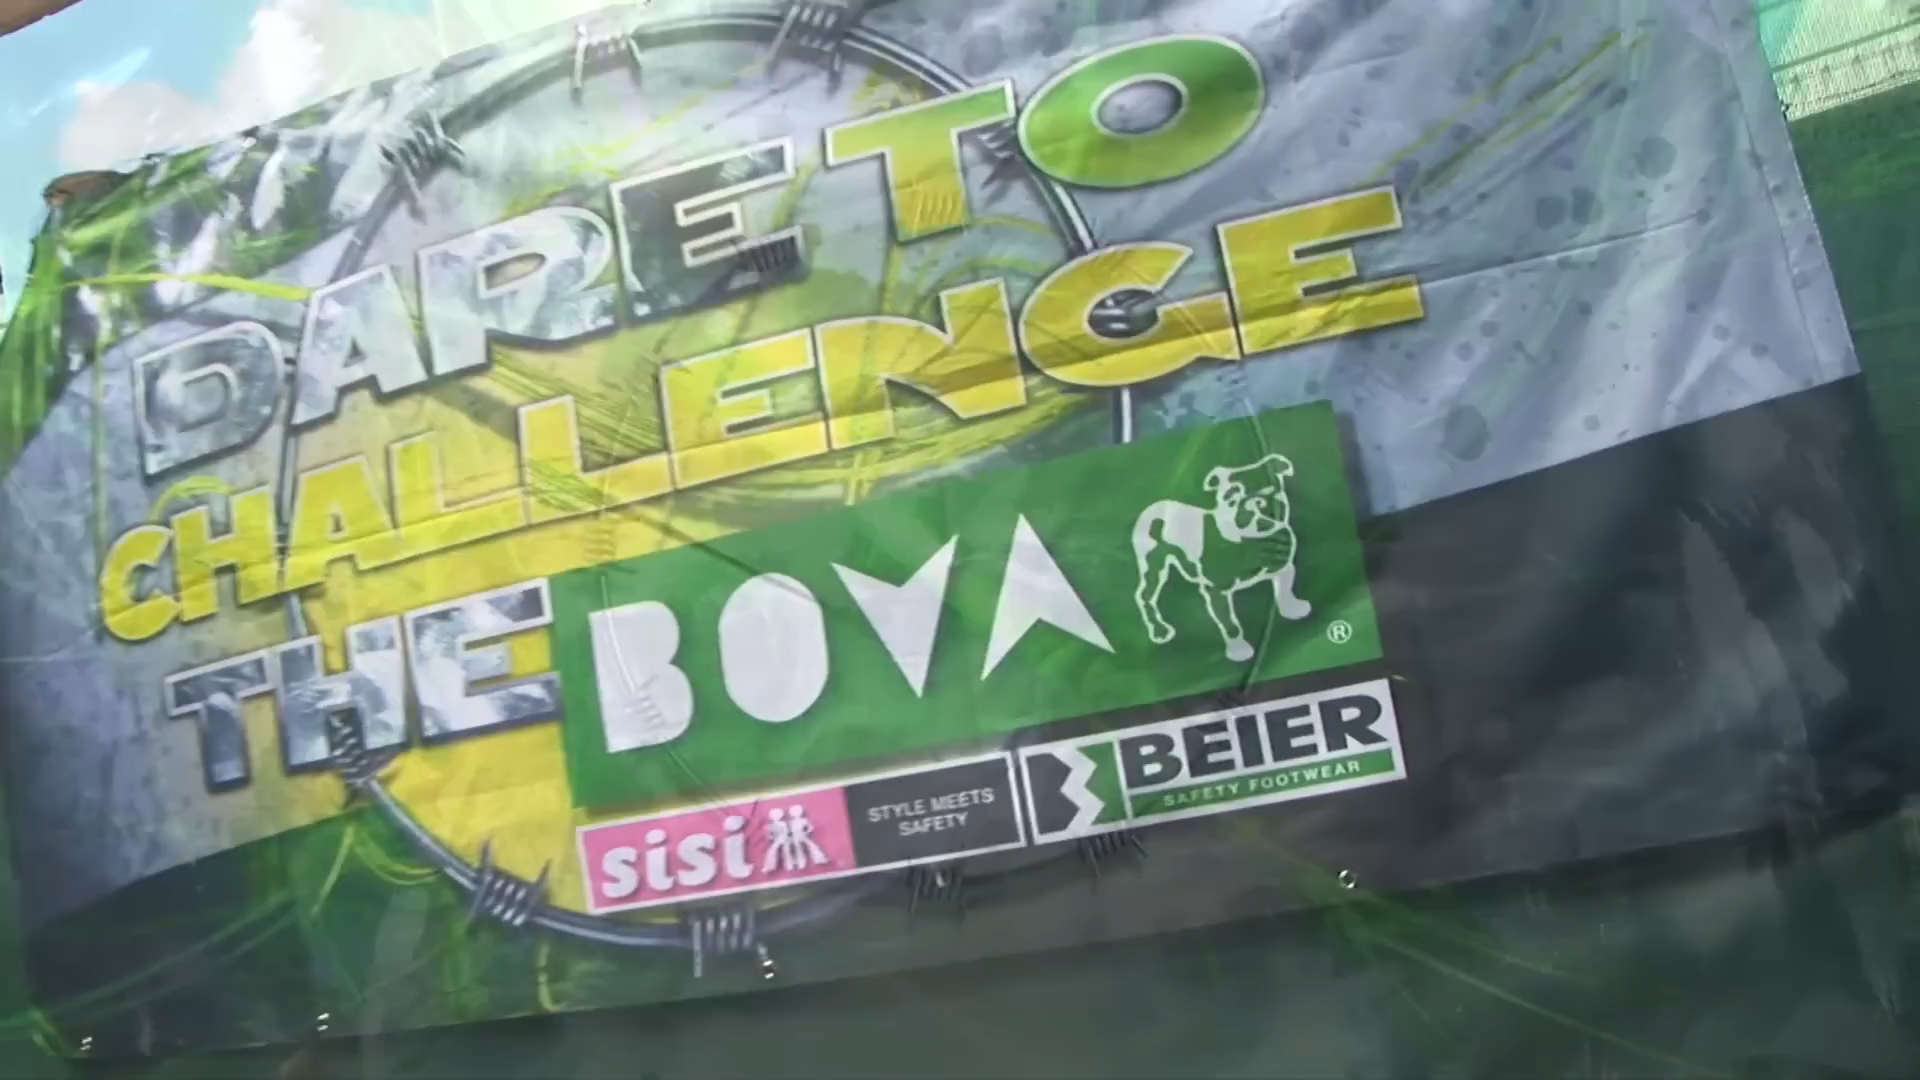 DARE TO
CHALLENGE
THE BOVA ®
sisi STYLE MEETS
SAFETY
BEIER
SAFETY FOOTWEAR